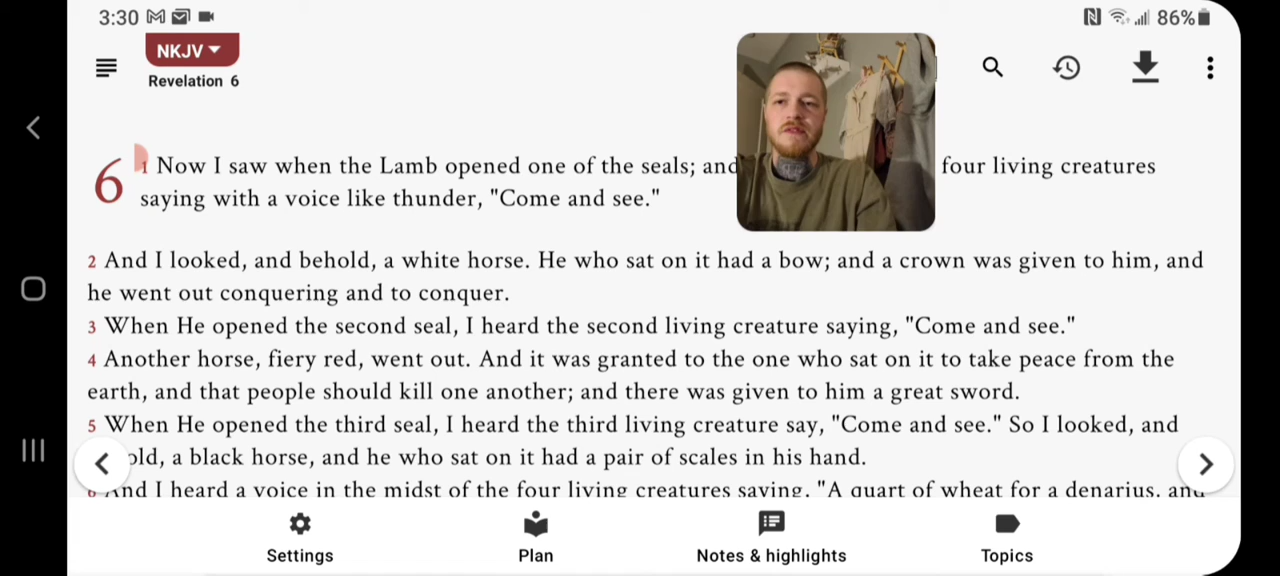 3:30 86%
NKJV
Revelation 6
6 1 Now I saw when the Lamb opened one of the seals; and four living creatures
saying with a voice like thunder, "Come and see."
2 And I looked, and behold, a white horse. He who sat on it had a bow; and a crown was given to him, and
he went out conquering and to conquer.
3 When He opened the second seal, I heard the second living creature saying, "Come and see."
4 Another horse, fiery red, went out. And it was granted to the one who sat on it to take peace from the
earth, and that people should kill one another; and there was given to him a great sword.
5 When He opened the third seal, I heard the third living creature say, "Come and see." So I looked, and
old, a black horse, and he who sat on it had a pair of scales in his hand.
6 And I heard a voice in the midst of the four living creatures saying, "A quart of wheat for a denarius, and
Settings Plan Notes & highlights Topics